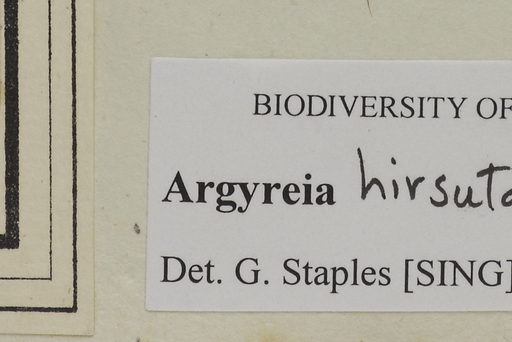 BIODIVERSITY OF
Argyreia hirsuta
Det. G. Staples [SING]